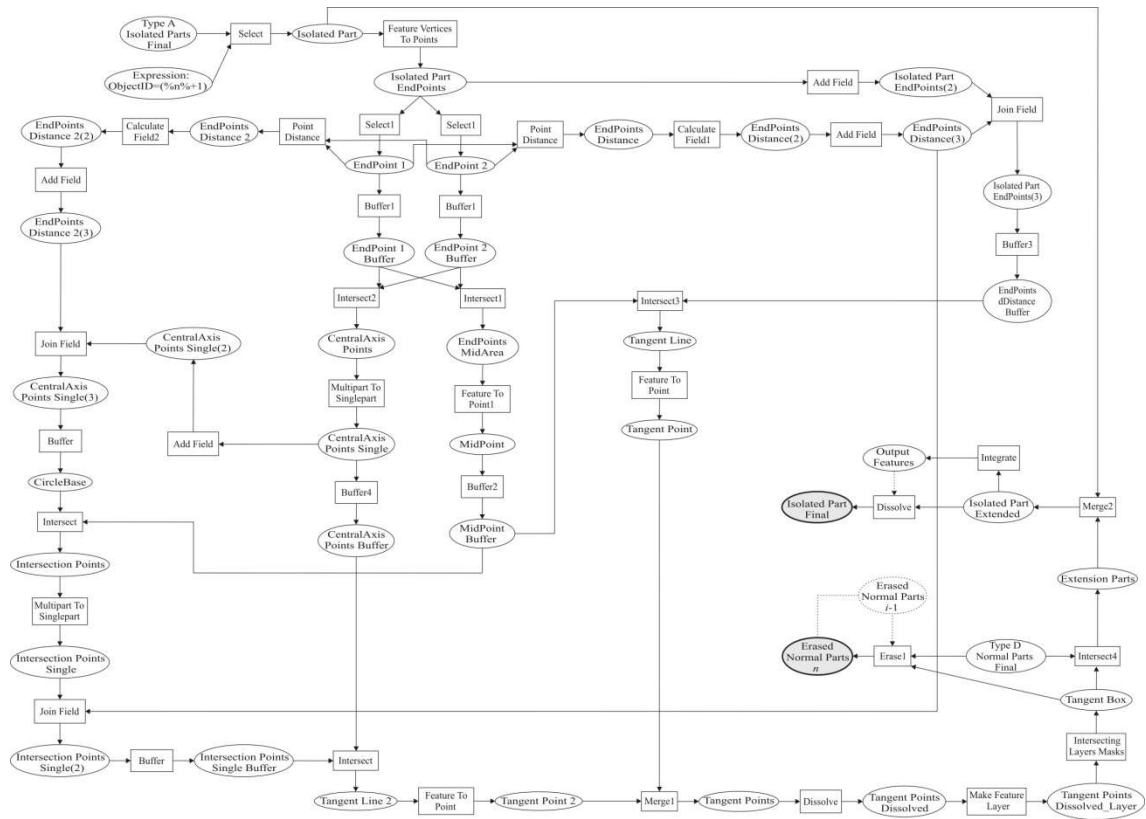 Type A
Isolated Parts
Final
Select
Isolated Part
Feature Vertices
To Points
Expression:
ObjectID=(%n%+1)
Isolated Part
EndPoints
Add Field
Isolated Part
EndPoints(2)
Join Field
EndPoints
Distance 2(2)
Calculate
Field2
EndPoints
Distance 2
Point
Distance
Select1
Select1
Point
Distance
EndPoints
Distance
Calculate
Field1
EndPoints
Distance(2)
Add Field
EndPoints
Distance(3)
EndPoint 1
EndPoint 2
Add Field
Isolated Part
EndPoints(3)
Buffer1
Buffer1
EndPoints
Distance 2(3)
EndPoint 1
Buffer
EndPoint 2
Buffer
Buffer3
Intersect2
Intersect1
Intersect3
EndPoints
dDistance
Buffer
Join Field
CentralAxis
Points Single(2)
CentralAxis
Points
EndPoints
MidArea
Tangent Line
CentralAxis
Points Single(3)
Multipart To
Singlepart
Feature To
Point1
Feature To
Point
Buffer
Add Field
CentralAxis
Points Single
MidPoint
Tangent Point
Output
Features
Integrate
CircleBase
Buffer4
Buffer2
Isolated Part
Final
Dissolve
Isolated Part
Extended
Merge2
Intersect
CentralAxis
Points Buffer
MidPoint
Buffer
Intersection Points
Extension Parts
Multipart To
Singlepart
Erased
Normal Parts
i-1
Intersection Points
Single
Erased
Normal Parts
n
Erase1
Type D
Normal Parts
Final
Intersect4
Tangent Box
Join Field
Intersecting
Layers Masks
Intersection Points
Single(2)
Buffer
Intersection Points
Single Buffer
Intersect
Tangent Line 2
Feature To
Point
Tangent Point 2
Merge1
Tangent Points
Dissolve
Tangent Points
Dissolved
Make Feature
Layer
Tangent Points
Dissolved_Layer